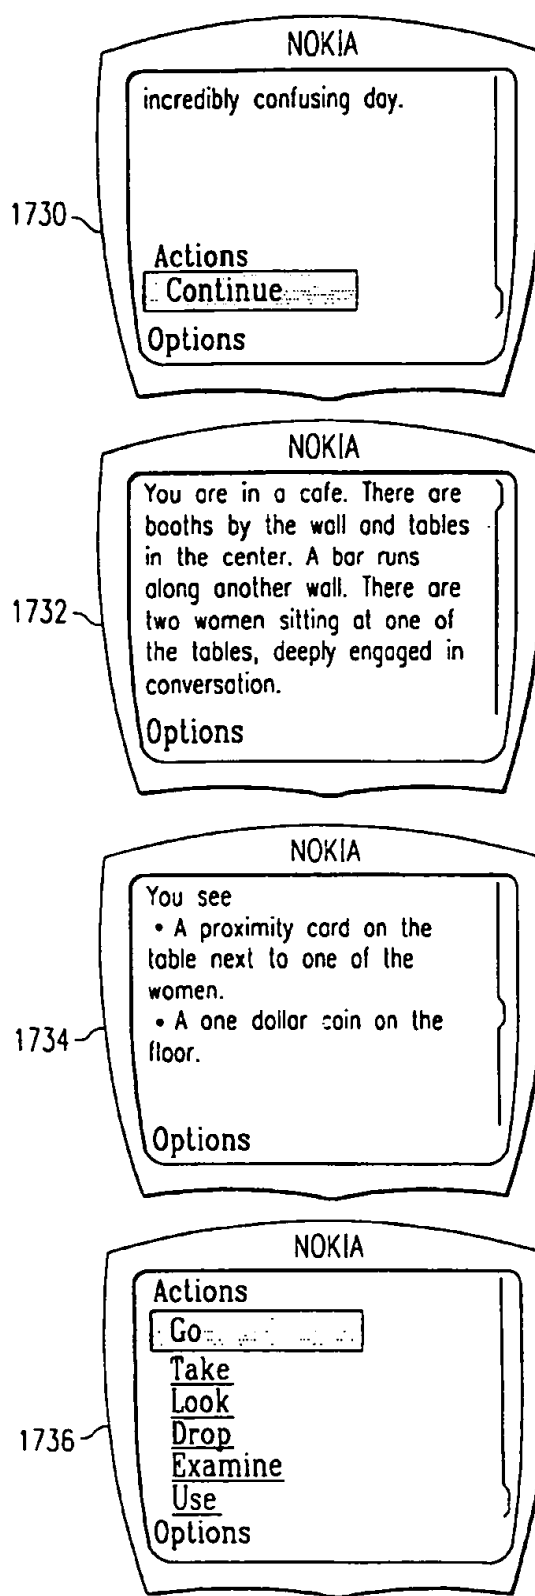 NOKIA
incredibly confusing day.
1730
Actions
Continue
Options
NOKIA
You are in a cafe. There are
booths by the wall and tables
in the center. A bar runs
along another wall. There are
two women sitting at one of
the tables, deeply engaged in
conversation.
1732
Options
NOKIA
You see
• A proximity card on the
table next to one of the
women.
• A one dollar coin on the
floor.
1734
Options
NOKIA
Actions
Go
Take
Look
Drop
Examine
Use
1736
Options